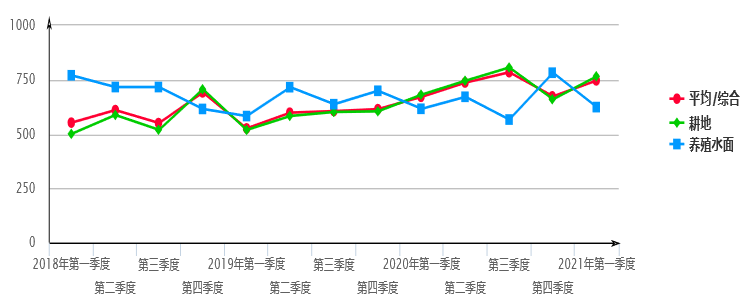 1000
750
500
250
0
2018年第一季度
第二季度
第三季度
第四季度
2019年第一季度
第二季度
第三季度
第四季度
2020年第一季度
第二季度
第三季度
第四季度
2021年第一季度
平均/综合
耕地
养殖水面